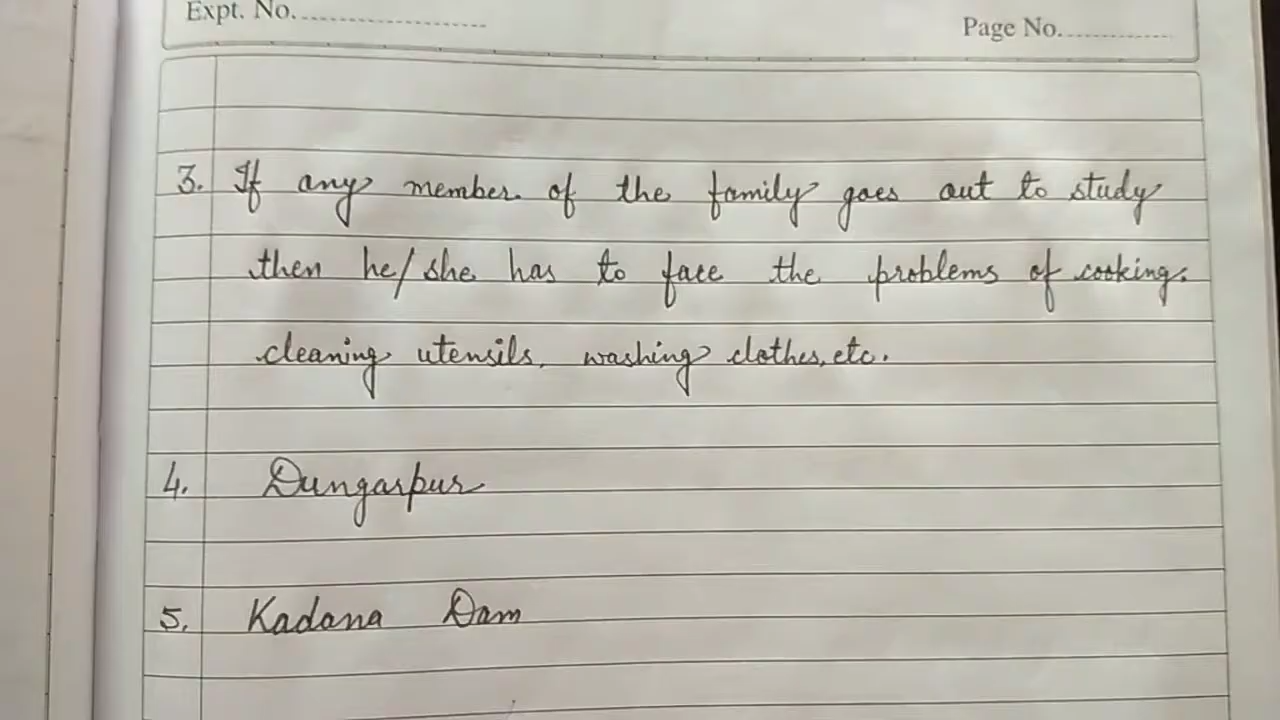 Expt. No.
Page No.
3. If any member of the family goes out to study
then he/she has to face the problems of cooking,
cleaning utensils, washing clothes, etc.
4. Dungarpur
5. Kadana Dam